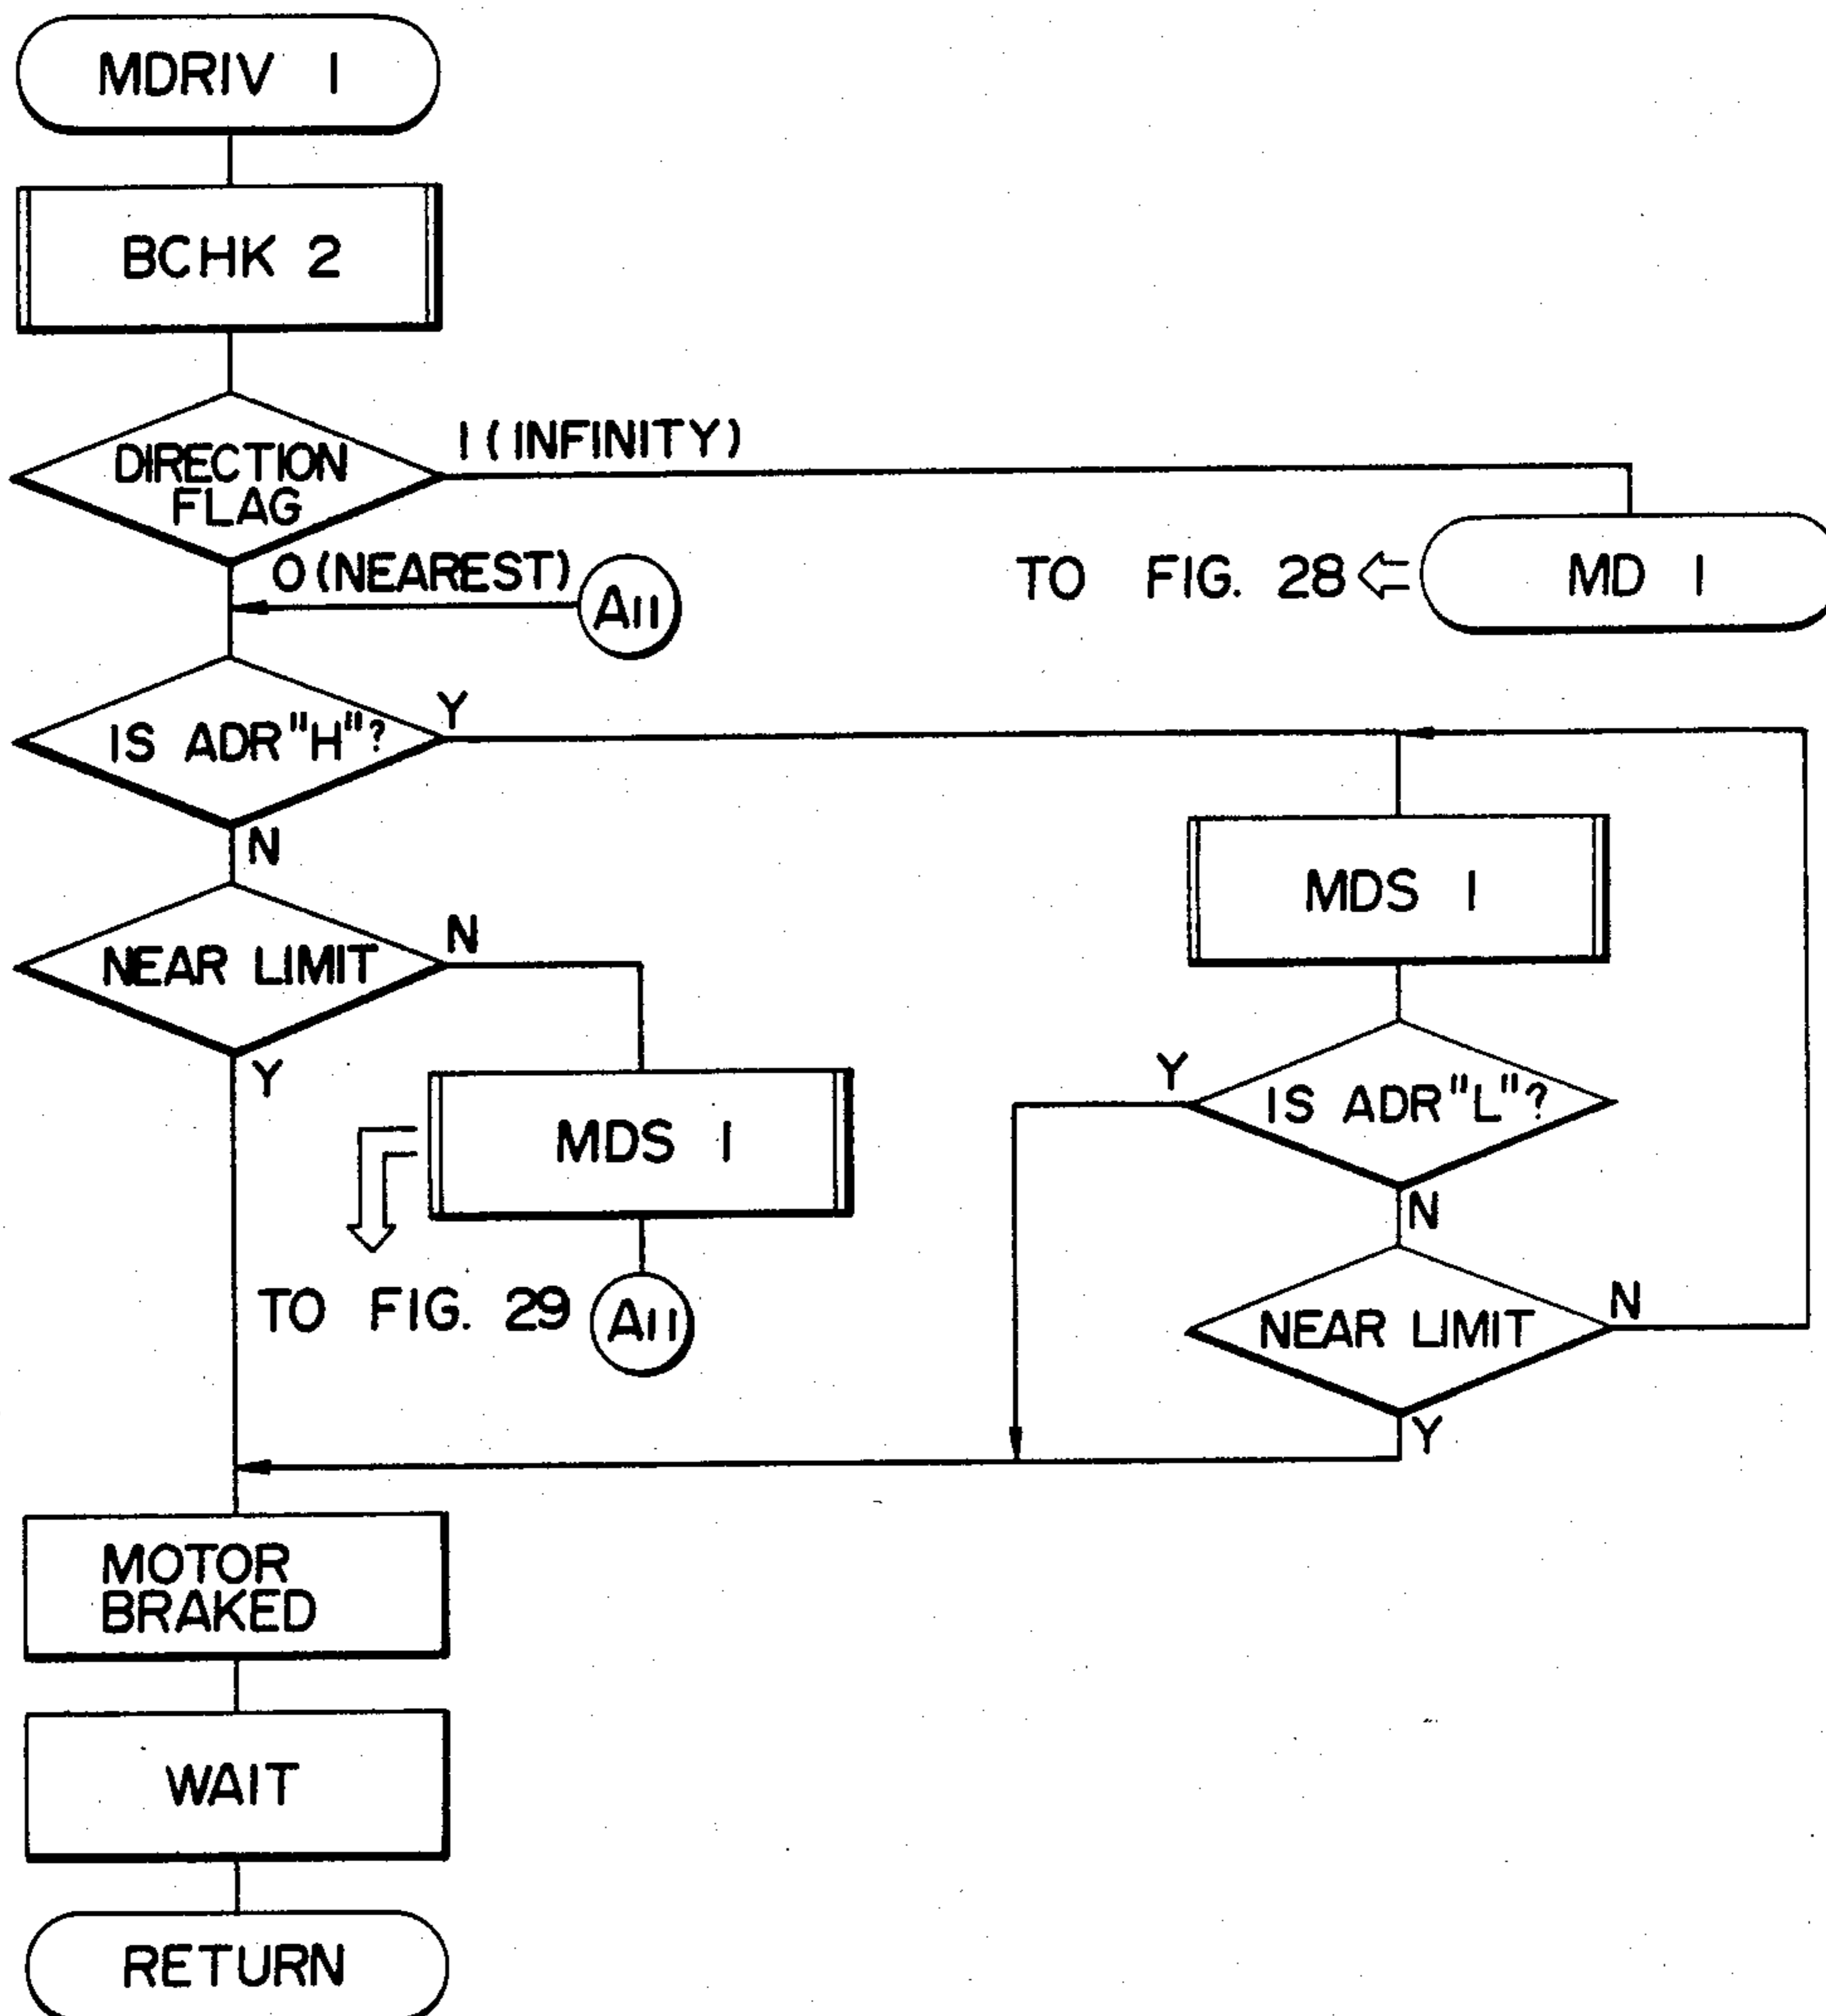 MDRIV 1
BCHK 2
DIRECTION
FLAG
1 (INFINITY)
0 (NEAREST)
A11
TO FIG. 28
MD 1
IS ADR "H"?
Y
N
NEAR LIMIT
N
Y
MDS 1
TO FIG. 29
A11
MDS 1
IS ADR "L"?
Y
N
NEAR LIMIT
N
Y
MOTOR
BRAKED
WAIT
RETURN